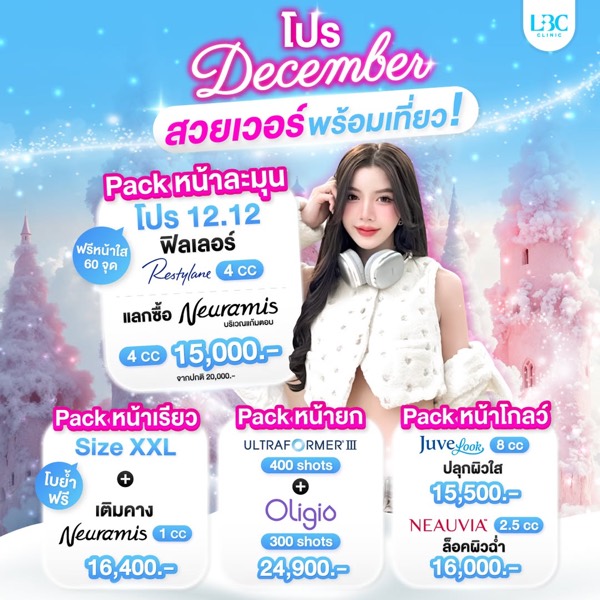 LBC
CLINIC
โปร
December
สวยเวอร์พร้อมเที่ยว!
Pack หน้าละมุน
โปร 12.12
ฟิลเลอร์
ฟรีหน้าใส
60 จุด
Restylane 4 cc
แลกซื้อ Neuramis
บริเวณแก้มตอบ
4 cc 15,000.-
จากปกติ 20,000.-
Pack หน้าเรียว
Size XXL
+
โบย้ำ
ฟรี
เติมคาง
Neuramis 1 cc
16,400.-
Pack หน้ายก
ULTRAFORMER III
400 shots
+
Oligio
300 shots
24,900.-
Pack หน้าโกลว์
JUVE Look 8 cc
ปลุกผิวใส
15,500.-
NEAUVIA 2.5 cc
ล็อคผิวฉ่ำ
16,000.-